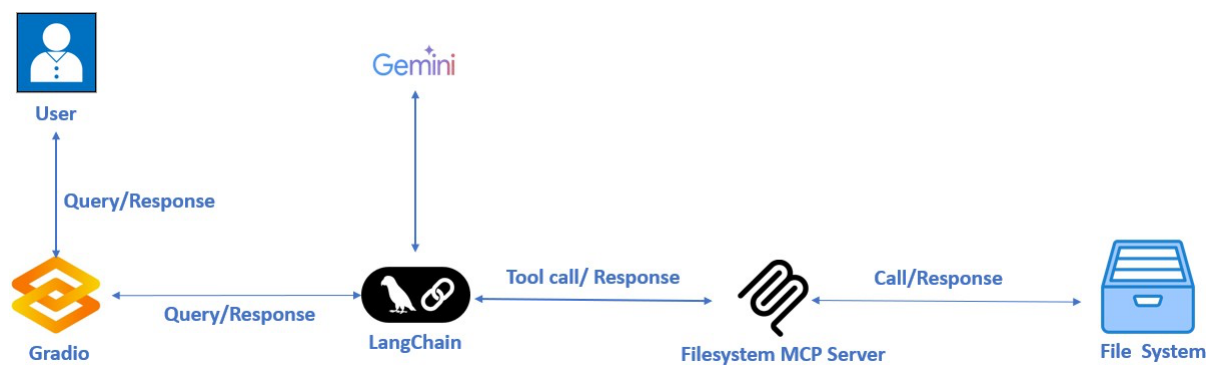 Gemini
User
Query/Response
Tool call/ Response
Call/Response
Query/Response
LangChain
Gradio
Filesystem MCP Server
File System